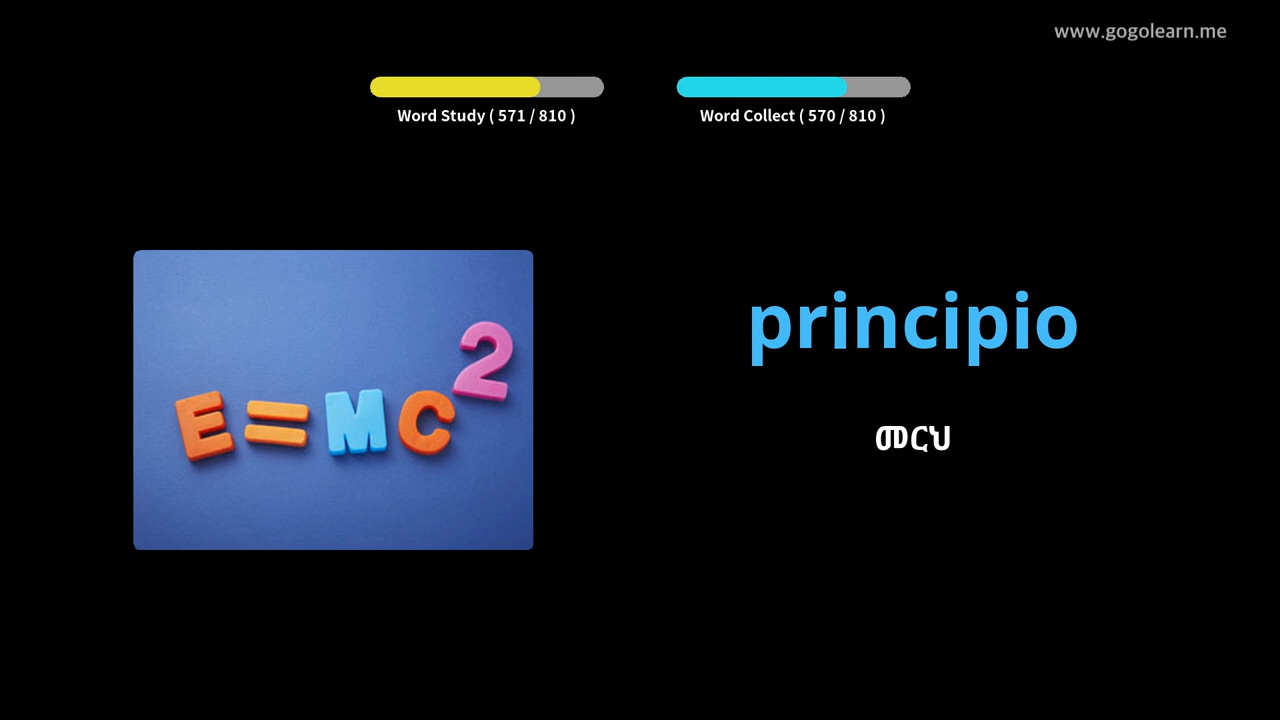 www.gogolearn.me
Word Study ( 571 / 810 )
Word Collect ( 570 / 810 )
E=MC2
principio
መርህ